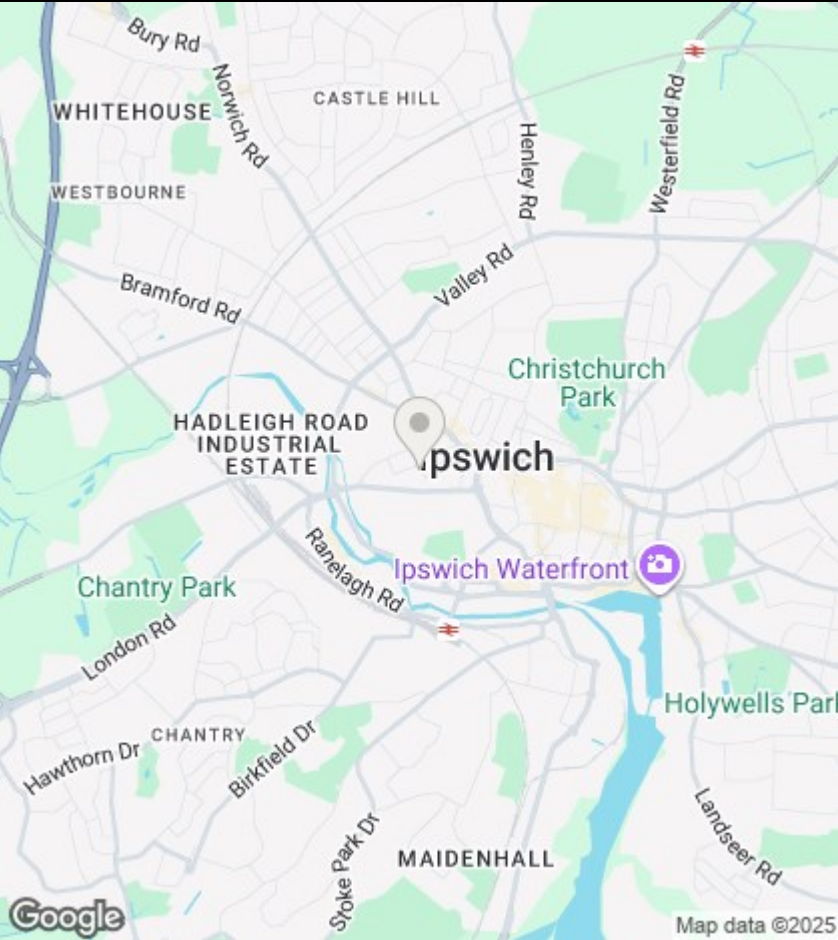 Bury Rd
Norwich Rd
CASTLE HILL
WHITEHOUSE
Henley Rd
Westerfield Rd
WESTBOURNE
Valley Rd
Bramford Rd
Christchurch
Park
HADLEIGH ROAD
INDUSTRIAL
ESTATE
Ipswich
Ranelagh Rd
Ipswich Waterfront
Chantry Park
London Rd
Holywells Park
CHANTRY
Hawthorn Dr
Birkfield Dr
Stoke Park Dr
MAIDENHALL
Landseer Rd
Google
Map data ©2025